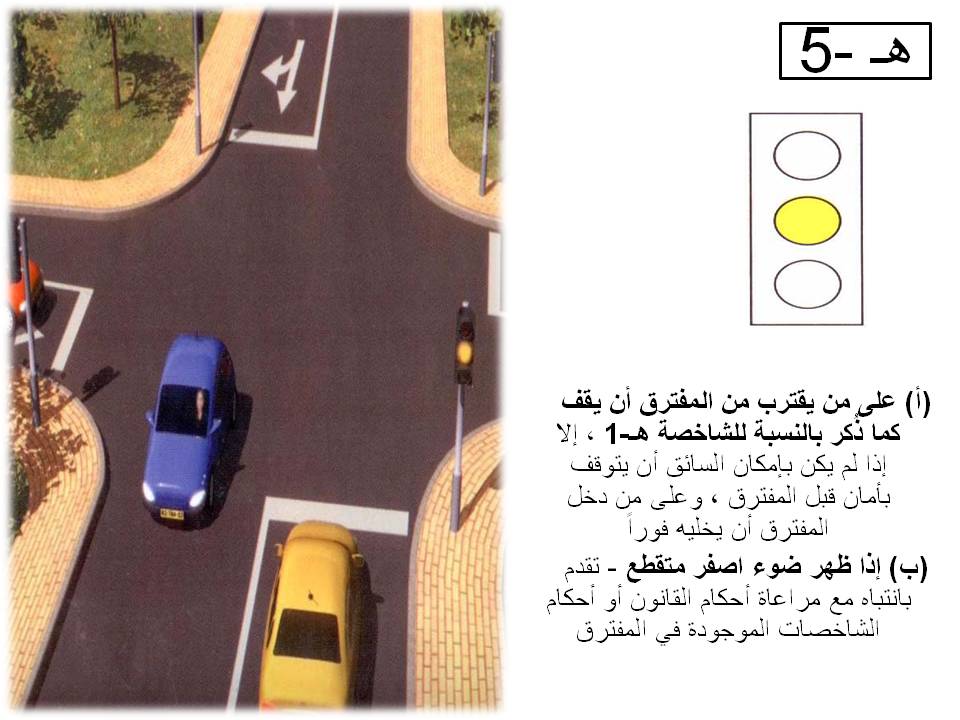 هـ -5
(أ) على من يقترب من المفترق أن يقف
كما ذُكر بالنسبة للشاخصة هـ-1 ، إلا
إذا لم يكن بإمكان السائق أن يتوقف
بأمان قبل المفترق ، وعلى من دخل
المفترق أن يخليه فوراً
(ب) إذا ظهر ضوء اصفر متقطع - تقدم
بانتباه مع مراعاة أحكام القانون أو أحكام
الشاخصات الموجودة في المفترق